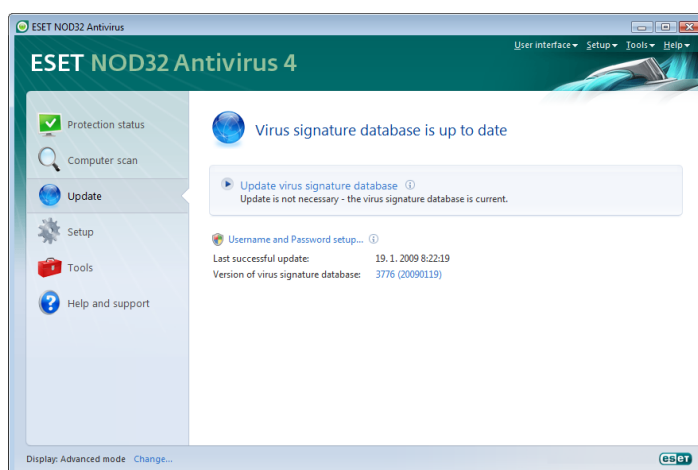 ESET NOD32 Antivirus
User interface Setup Tools Help
ESET NOD32 Antivirus 4
Protection status
Computer scan
Update
Setup
Tools
Help and support
Virus signature database is up to date
Update virus signature database
Update is not necessary - the virus signature database is current.
Username and Password setup...
Last successful update: 19. 1. 2009 8:22:19
Version of virus signature database: 3776 (20090119)
Display: Advanced mode Change...
eset